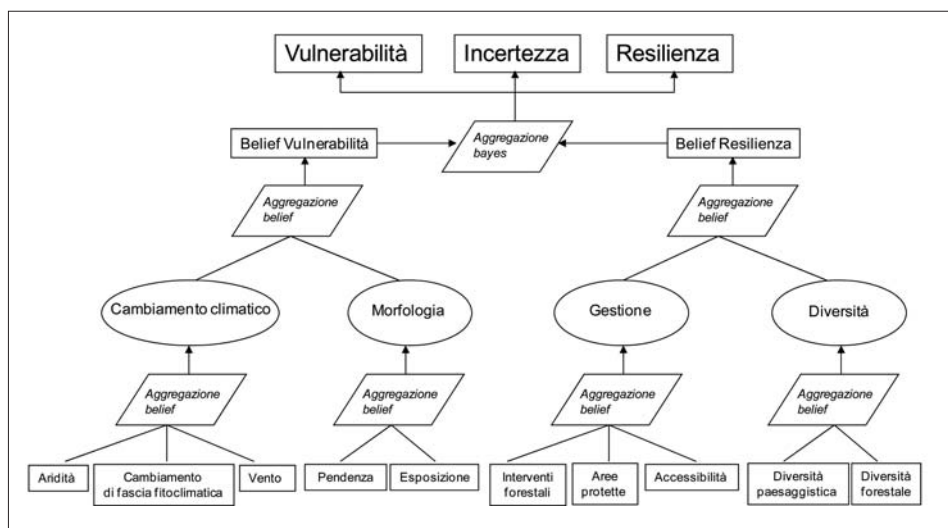 Vulnerabilità
Incertezza
Resilienza
Belief Vulnerabilità
Aggregazione
bayes
Belief Resilienza
Aggregazione
belief
Aggregazione
belief
Cambiamento climatico
Morfologia
Gestione
Diversità
Aggregazione
belief
Aggregazione
belief
Aggregazione
belief
Aggregazione
belief
Aridità
Cambiamento
di fascia fitoclimatica
Vento
Pendenza
Esposizione
Interventi
forestali
Aree
protette
Accessibilità
Diversità
paesaggistica
Diversità
forestale